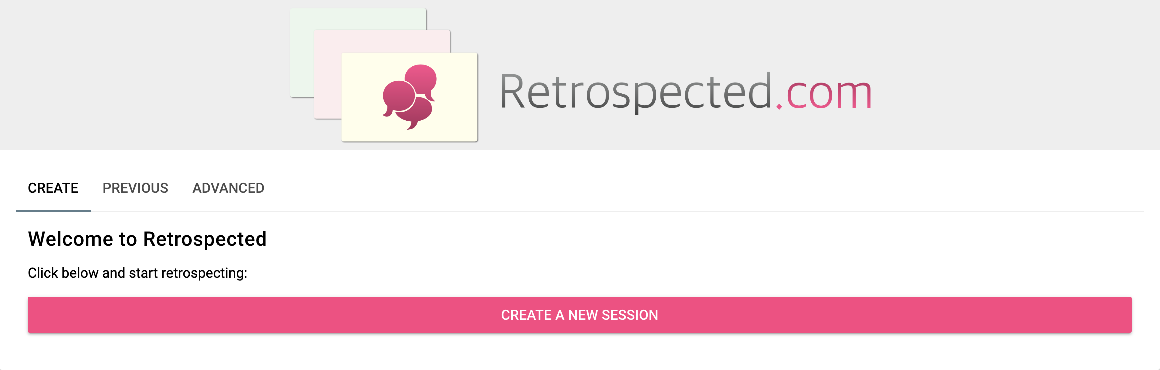 Retrospected.com
CREATE PREVIOUS ADVANCED
Welcome to Retrospected
Click below and start retrospecting:
CREATE A NEW SESSION